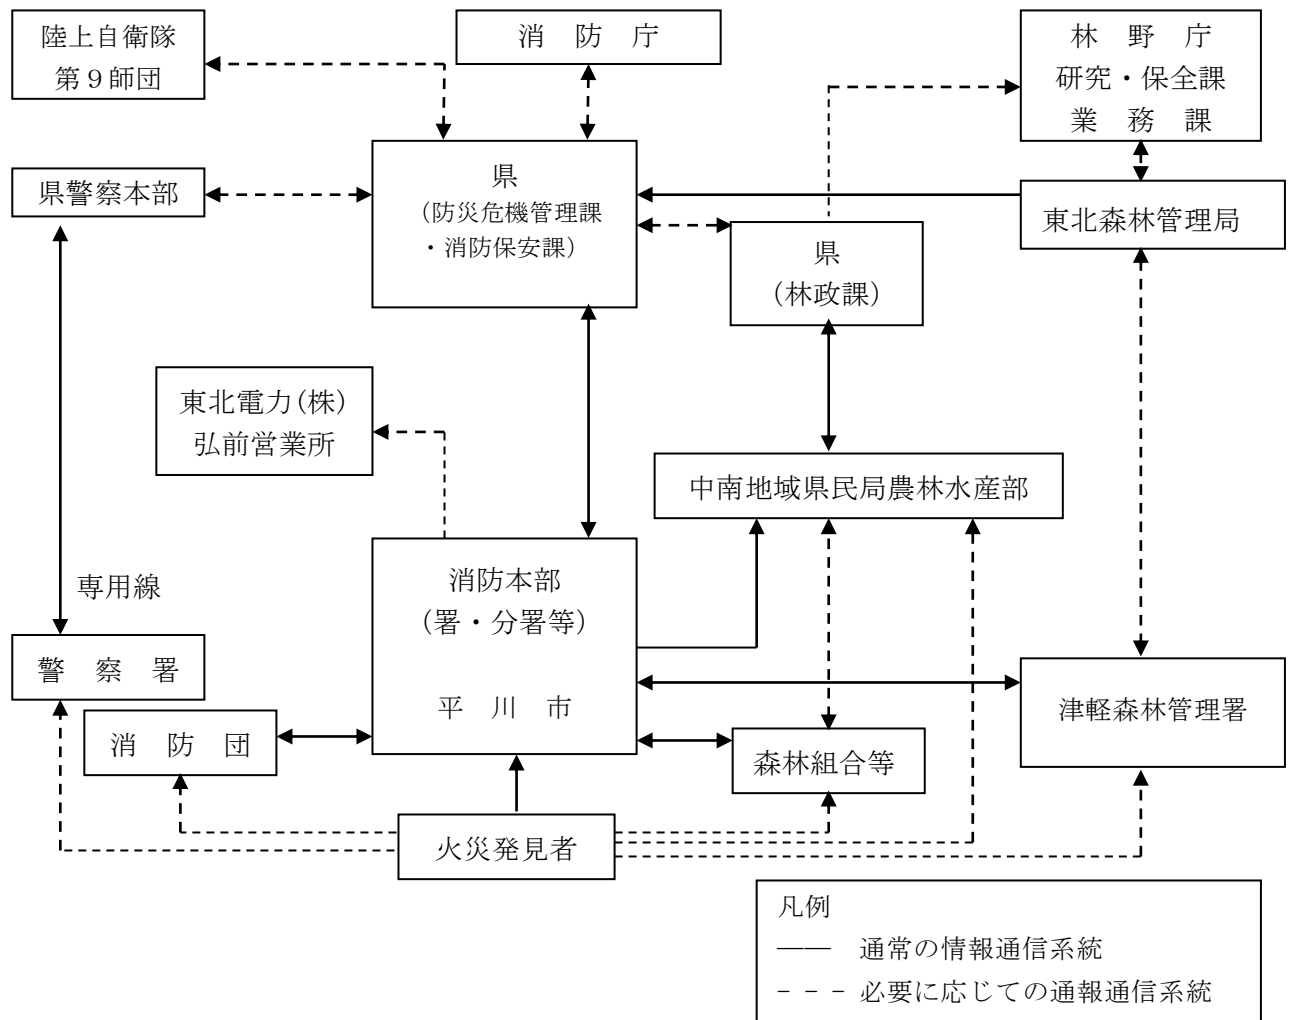 陸上自衛隊
第９師団
消　防　庁
林　野　庁
研究・保全課
業　務　課
県警察本部
県
（防災危機管理課
・消防保安課）
東北森林管理局
県
（林政課）
東北電力(株)
弘前営業所
中南地域県民局農林水産部
専用線
消防本部
（署・分署等）
平　川　市
警　察　署
津軽森林管理署
消　防　団
森林組合等
火災発見者
凡例
――　通常の情報通信系統
- - - 必要に応じての通報通信系統